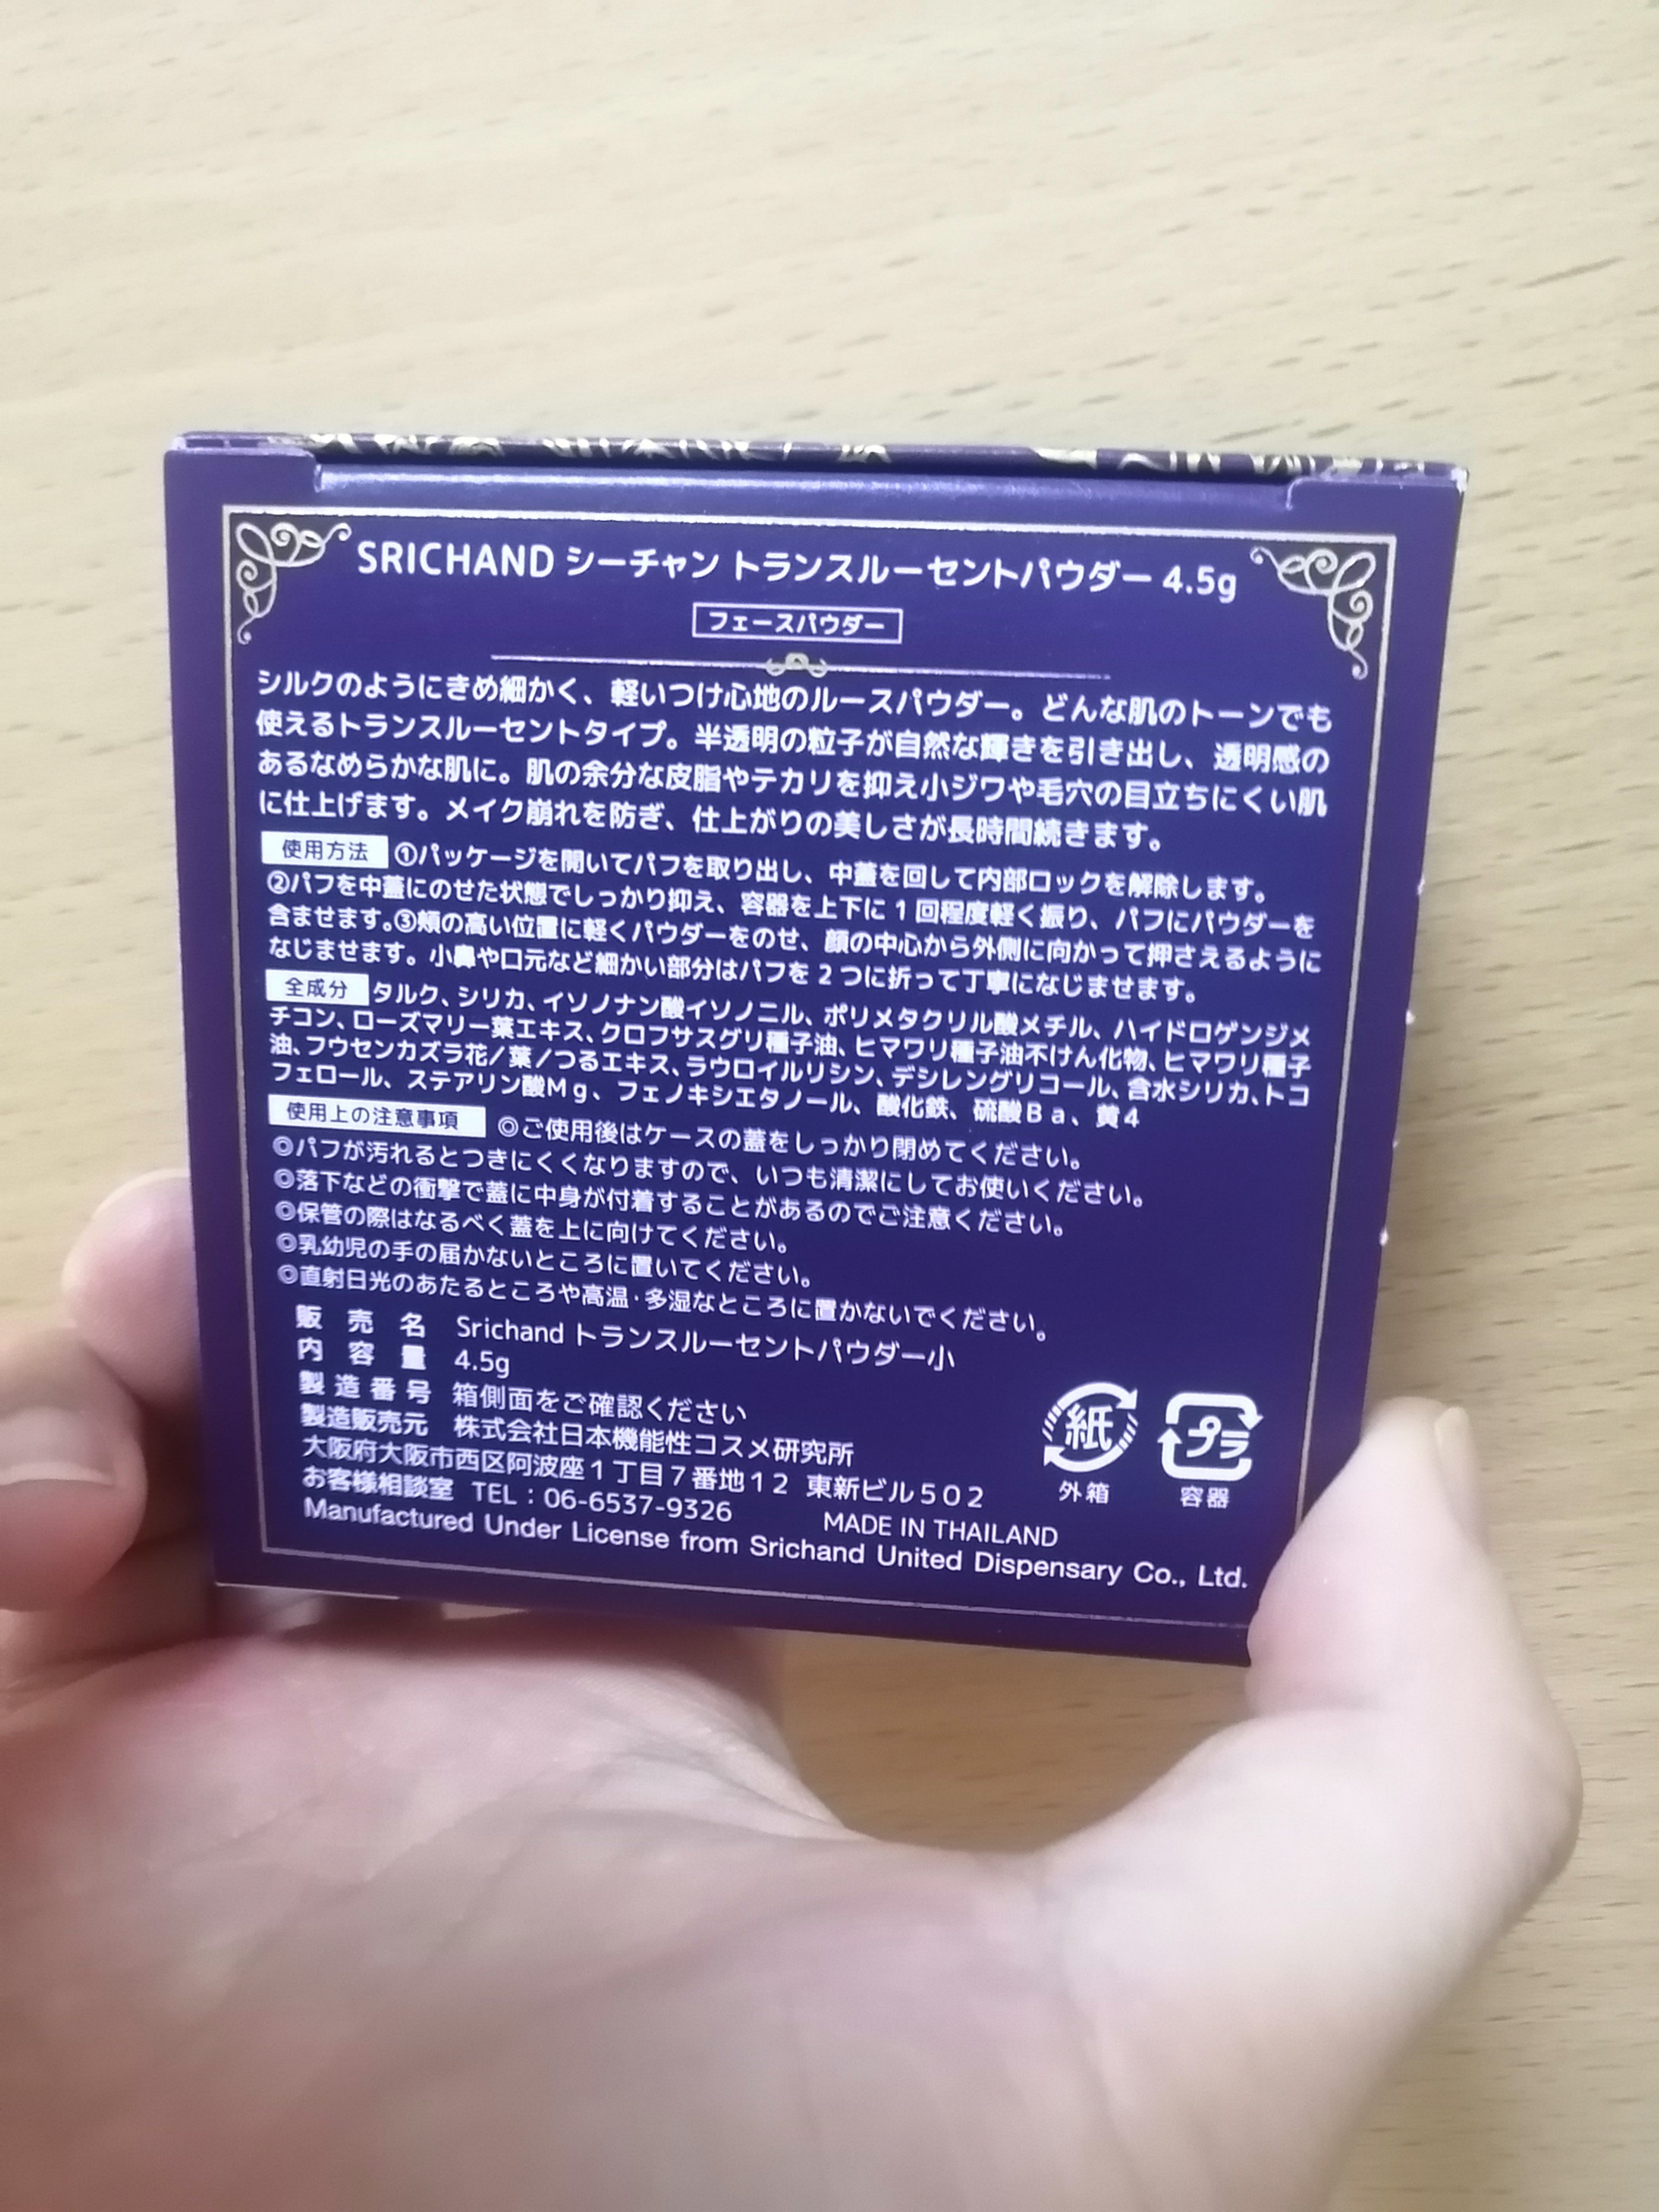 SRICHAND シーチャン トランスルーセントパウダー 4.5g
フェースパウダー
シルクのようにきめ細かく、軽いつけ心地のルースパウダー。どんな肌のトーンでも
使えるトランスルーセントタイプ。半透明の粒子が自然な輝きを引き出し、透明感の
あるなめらかな肌に。肌の余分な皮脂やテカリを抑え小ジワや毛穴の目立ちにくい肌
に仕上げます。メイク崩れを防ぎ、仕上がりの美しさが長時間続きます。
使用方法 ①パッケージを開いてパフを取り出し、中蓋を回して内部ロックを解除します。
②パフを中蓋にのせた状態でしっかり抑え、容器を上下に1回程度軽く振り、パフにパウダーを
含ませます。③頬の高い位置に軽くパウダーをのせ、顔の中心から外側に向かって押さえるように
なじませます。小鼻や口元など細かい部分はパフを2つに折って丁寧になじませます。
全成分 タルク、シリカ、イソノナン酸イソノニル、ポリメタクリル酸メチル、ハイドロゲンジメ
チコン、ローズマリー葉エキス、クロフサスグリ種子油、ヒマワリ種子油不けん化物、ヒマワリ種子
油、フウセンカズラ花/葉/つるエキス、ラウロイルリシン、デシレングリコール、含水シリカ、トコ
フェロール、ステアリン酸Mg、フェノキシエタノール、酸化鉄、硫酸Ba、黄4
使用上の注意事項 ◎ご使用後はケースの蓋をしっかり閉めてください。
◎パフが汚れるとつきにくくなりますので、いつも清潔にしてお使いください。
◎落下などの衝撃で蓋に中身が付着することがあるのでご注意ください。
◎保管の際はなるべく蓋を上に向けてください。
◎乳幼児の手の届かないところに置いてください。
◎直射日光のあたるところや高温・多湿なところに置かないでください。
販売名 Srichand トランスルーセントパウダー小
内容量 4.5g
製造番号 箱側面をご確認ください
製造販売元 株式会社日本機能性コスメ研究所
大阪府大阪市西区阿波座1丁目7番地12 東新ビル502
お客様相談室 TEL:06-6537-9326
MADE IN THAILAND
Manufactured Under License from Srichand United Dispensary Co., Ltd.
紙
外箱
プラ
容器